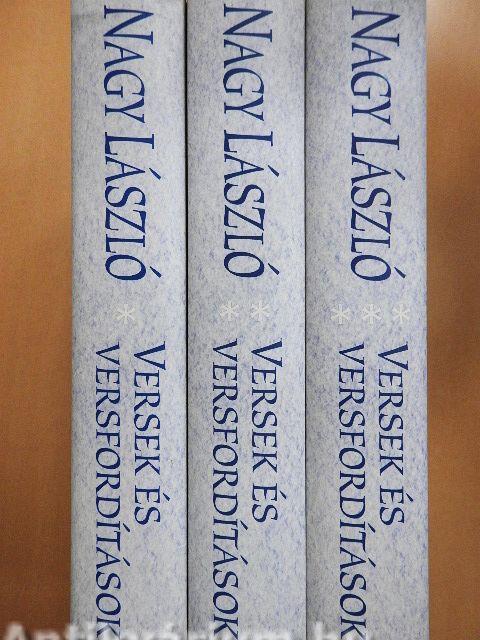 NAGY LÁSZLÓ
*
VERSEK ÉS
VERSFORDÍTÁSOK
NAGY LÁSZLÓ
* *
VERSEK ÉS
VERSFORDÍTÁSOK
NAGY LÁSZLÓ
* * *
VERSEK ÉS
VERSFORDÍTÁSOK